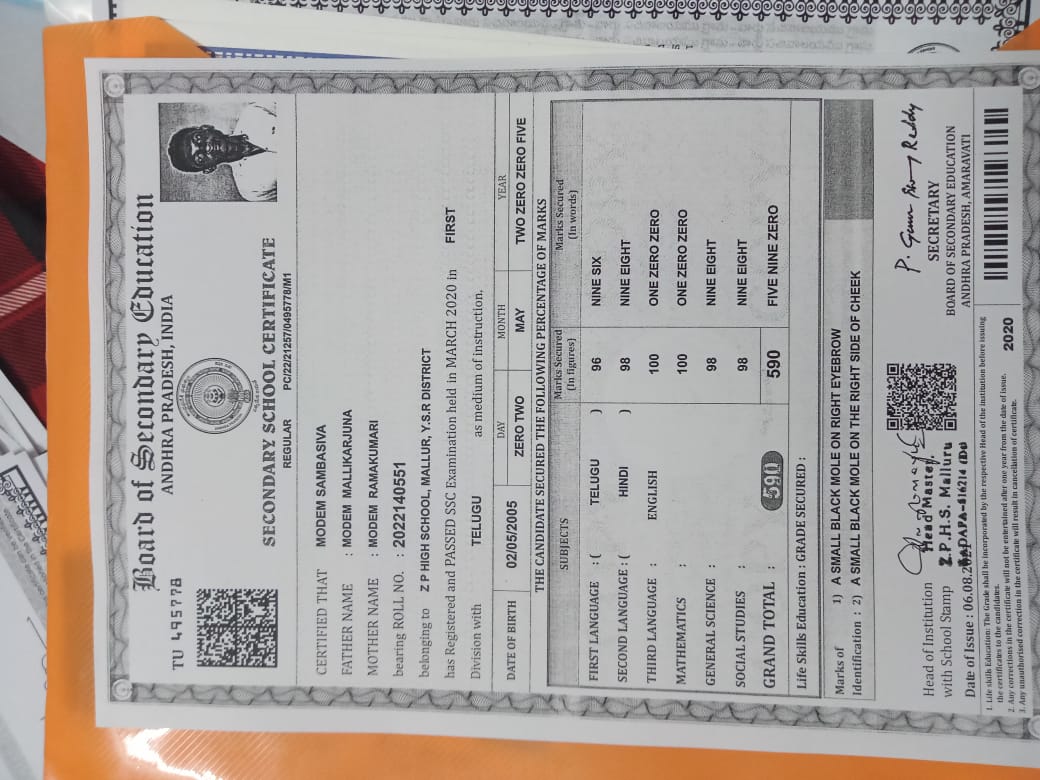 Board of Secondary Education
ANDHRA PRADESH, INDIA
TU 495778
SECONDARY SCHOOL CERTIFICATE
REGULAR PC/22/21257/0495778/M1
CERTIFIED THAT MODEM SAMBASIVA
FATHER NAME : MODEM MALLIKARJUNA
MOTHER NAME : MODEM RAMAKUMARI
bearing ROLL NO. : 2022140551
belonging to Z P HIGH SCHOOL, MALLUR, Y.S.R DISTRICT
has Registered and PASSED SSC Examination held in MARCH 2020 in FIRST
Division with TELUGU as medium of instruction.
DATE OF BIRTH 02/05/2005 DAY MONTH YEAR
ZERO TWO MAY TWO ZERO ZERO FIVE
THE CANDIDATE SECURED THE FOLLOWING PERCENTAGE OF MARKS
SUBJECTS Marks Secured (In figures) Marks Secured (In words)
FIRST LANGUAGE : ( TELUGU ) 96 NINE SIX
SECOND LANGUAGE : ( HINDI ) 98 NINE EIGHT
THIRD LANGUAGE : ENGLISH 100 ONE ZERO ZERO
MATHEMATICS : 100 ONE ZERO ZERO
GENERAL SCIENCE : 98 NINE EIGHT
SOCIAL STUDIES : 98 NINE EIGHT
GRAND TOTAL : 590 590 FIVE NINE ZERO
Life Skills Education : GRADE SECURED :
Marks of 1) A SMALL BLACK MOLE ON RIGHT EYEBROW
Identification : 2) A SMALL BLACK MOLE ON THE RIGHT SIDE OF CHEEK
Head of Institution
with School Stamp
Head Master,
Z.P.H.S. Malluru
Date of Issue : 06.08.2021
SECRETARY
BOARD OF SECONDARY EDUCATION
ANDHRA PRADESH, AMARAVATI
1. Life skills Education: The Grade shall be incorporated by the respective Head of the institution before issuing
the certificates to the candidates.
2. Any corrections in the certificate will not be entertained after one year from the date of issue.
3. Any unauthorised correction in the certificate will result in cancellation of certificate.
2020